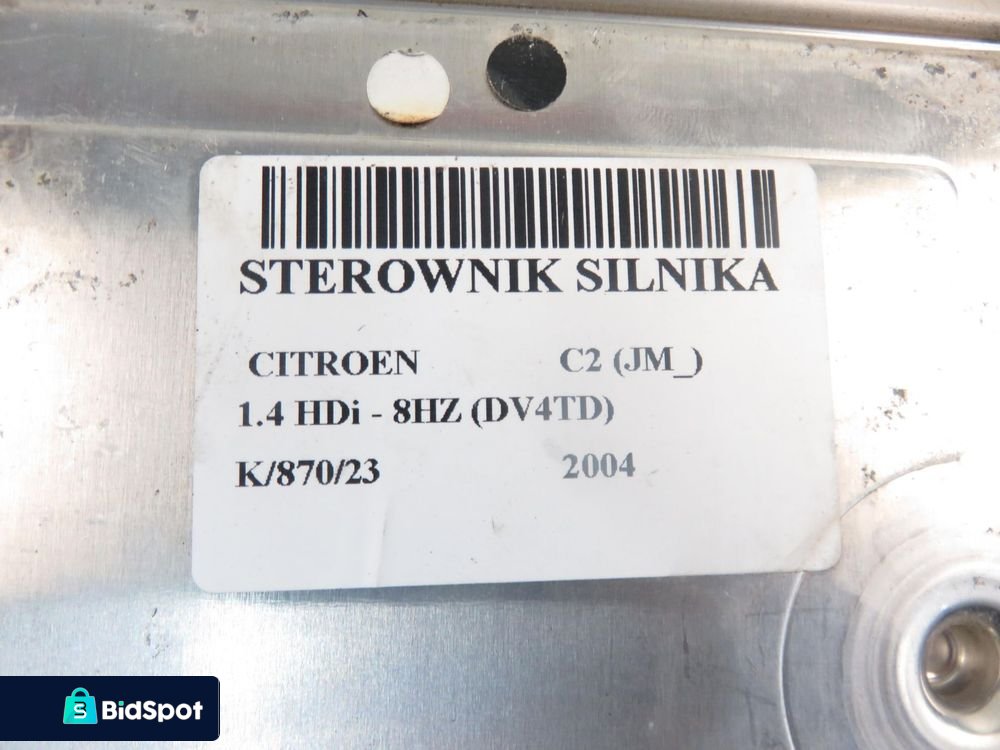 STEROWNIK SILNIKA
CITROEN C2 (JM_)
1.4 HDi - 8HZ (DV4TD)
K/870/23 2004
BidSpot